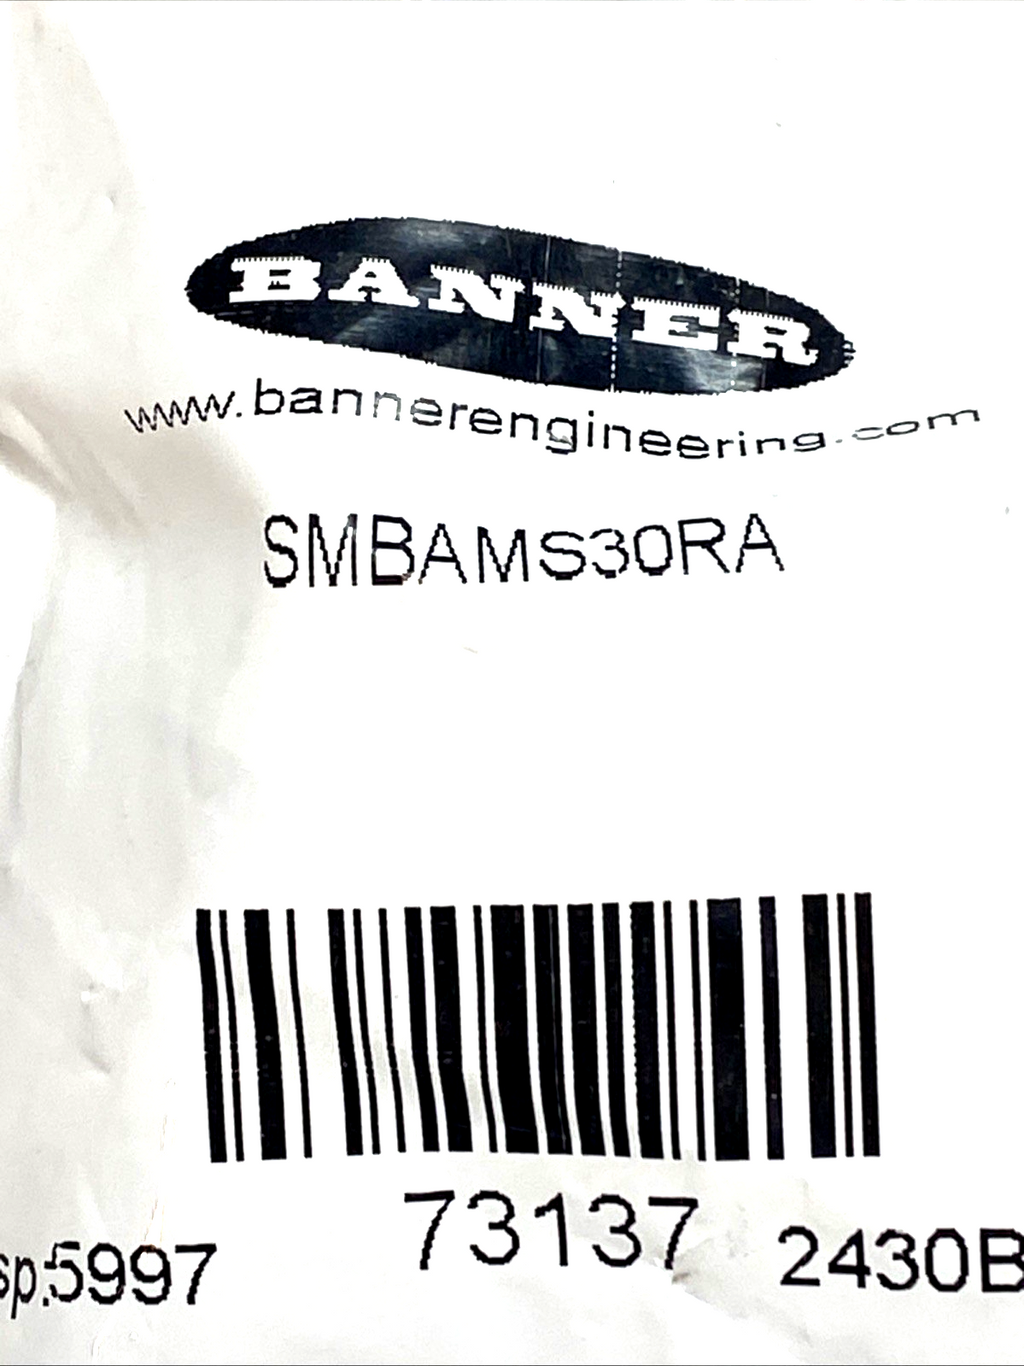 BANNER
www.bannerengineering.com
SMBAMS30RA
73137
sp:5997
2430B